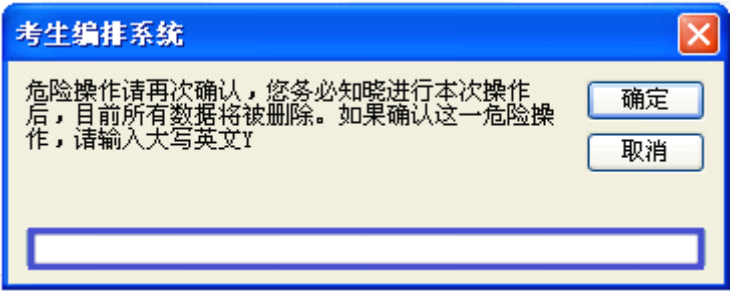 考生编排系统
危险操作请再次确认，您务必知晓进行本次操作
后，目前所有数据将被删除。如果确认这一危险操
作，请输入大写英文Y
确定
取消